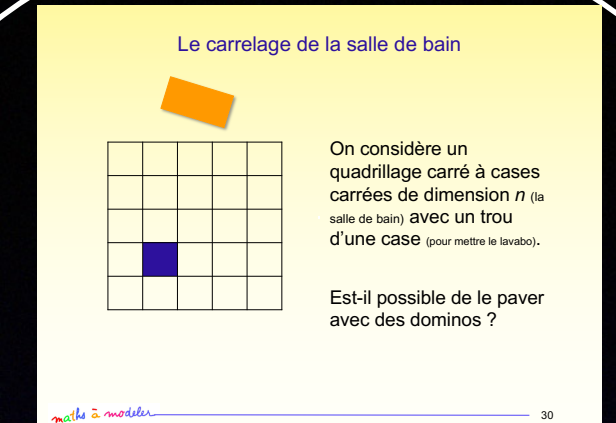 Le carrelage de la salle de bain
On considère un
quadrillage carré à cases
carrées de dimension n (la
salle de bain) avec un trou
d'une case (pour mettre le lavabo).
Est-il possible de le paver
avec des dominos ?
maths à modeler
30